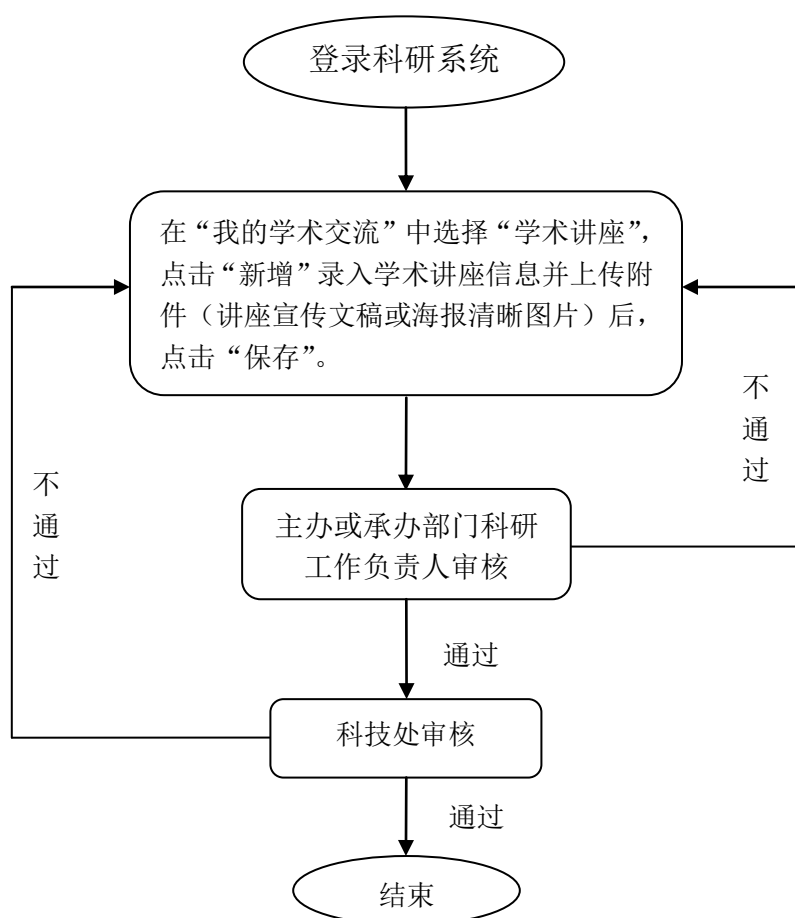 登录科研系统
在“我的学术交流”中选择“学术讲座”，
点击“新增”录入学术讲座信息并上传附
件（讲座宣传文稿或海报清晰图片）后，
点击“保存”。
不通过
不通过
主办或承办部门科研
工作负责人审核
通过
科技处审核
通过
结束